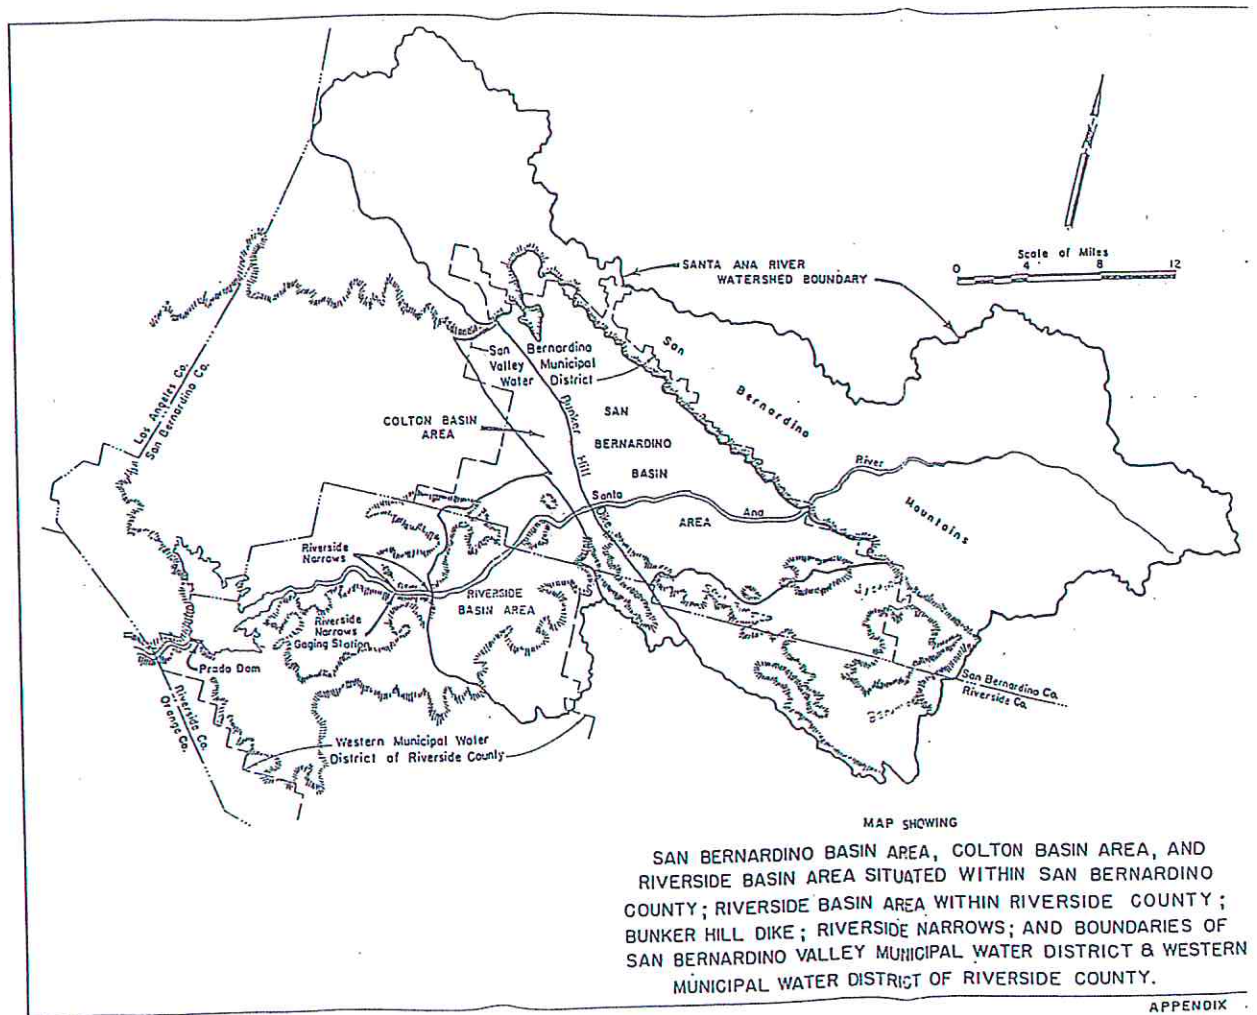 Scale of Miles
0 4 8 12
SANTA ANA RIVER
WATERSHED BOUNDARY
San
Bernardino
Mountains
San Bernardino
Valley Municipal
Water District
Los Angeles Co.
San Bernardino Co.
COLTON BASIN
AREA
Bunker
Hill
Dike
SAN
BERNARDINO
BASIN
AREA
Santa
Ana
River
Riverside
Narrows
RIVERSIDE
BASIN AREA
Riverside
Narrows
Gaging Station
Prado Dam
Riverside Co.
Orange Co.
San Bernardino Co.
Riverside Co.
Western Municipal Water
District of Riverside County
MAP SHOWING
SAN BERNARDINO BASIN AREA, COLTON BASIN AREA, AND
RIVERSIDE BASIN AREA SITUATED WITHIN SAN BERNARDINO
COUNTY; RIVERSIDE BASIN AREA WITHIN RIVERSIDE COUNTY;
BUNKER HILL DIKE; RIVERSIDE NARROWS; AND BOUNDARIES OF
SAN BERNARDINO VALLEY MUNICIPAL WATER DISTRICT & WESTERN
MUNICIPAL WATER DISTRICT OF RIVERSIDE COUNTY.
APPENDIX